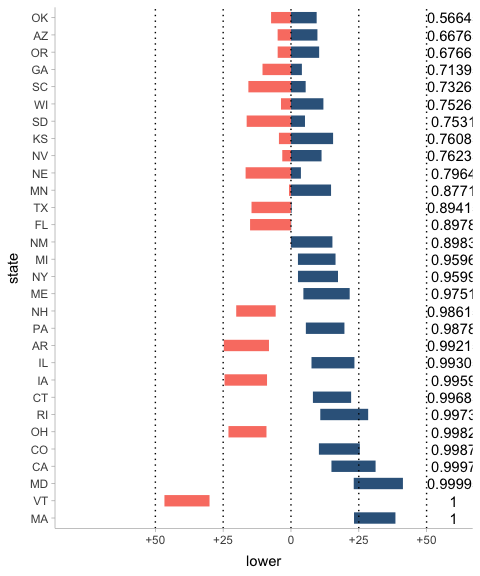 OK 0.5664
AZ 0.6676
OR 0.6766
GA 0.7139
SC 0.7326
WI 0.7526
SD 0.7531
KS 0.7608
NV 0.7623
NE 0.7964
MN 0.8771
TX 0.8941
FL 0.8978
NM 0.8983
MI 0.9596
NY 0.9599
ME 0.9751
NH 0.9861
PA 0.9878
AR 0.9921
IL 0.9930
IA 0.9959
CT 0.9968
RI 0.9973
OH 0.9982
CO 0.9987
CA 0.9997
MD 0.9999
VT 1
MA 1
state
+50 +25 0 +25 +50
lower